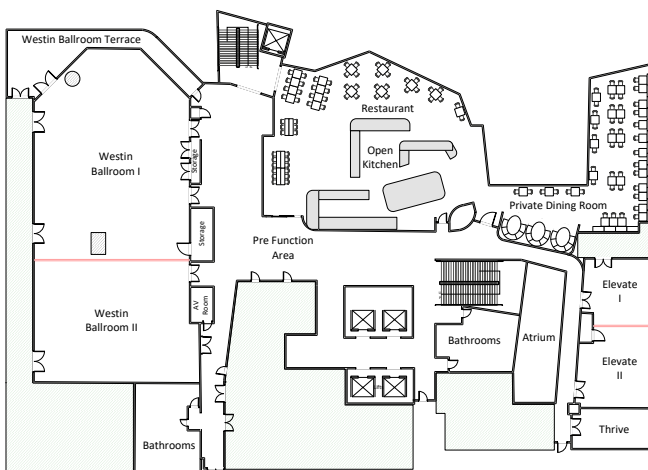 Westin Ballroom Terrace
Restaurant
Open
Kitchen
Westin
Ballroom I
Storage
Private Dining Room
Storage
Pre Function
Area
Elevate
I
AV
Room
Westin
Ballroom II
Bathrooms
Atrium
Elevate
II
Lifts
Thrive
Bathrooms